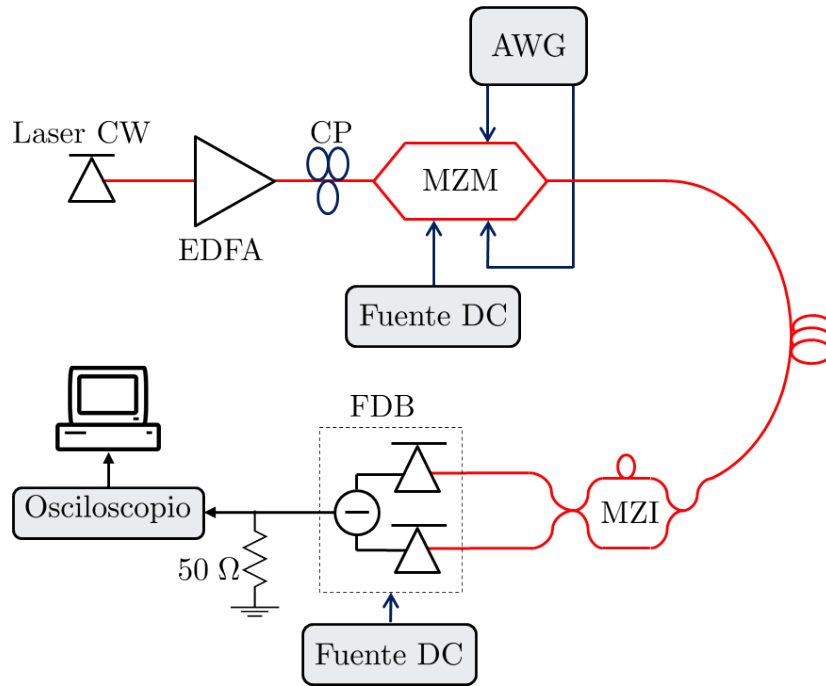 AWG
Laser CW
CP
MZM
EDFA
Fuente DC
FDB
MZI
Osciloscopio
50 Ω
Fuente DC